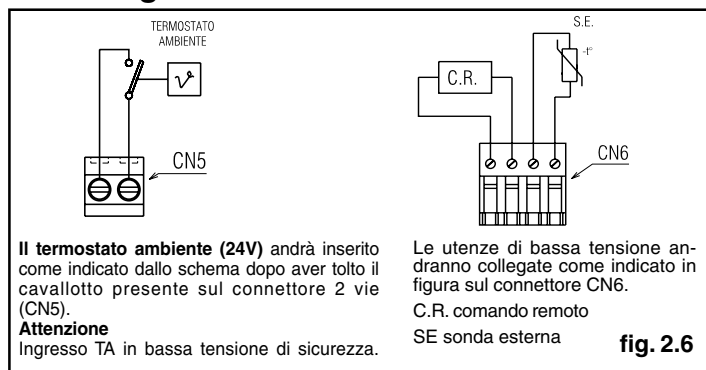 TERMOSTATO
AMBIENTE
CN5
Il termostato ambiente (24V) andrà inserito
come indicato dallo schema dopo aver tolto il
cavallotto presente sul connettore 2 vie
(CN5).
Attenzione
Ingresso TA in bassa tensione di sicurezza.
S.E.
-t°
C.R.
CN6
Le utenze di bassa tensione an-
dranno collegate come indicato in
figura sul connettore CN6.
C.R. comando remoto
SE sonda esterna
fig. 2.6